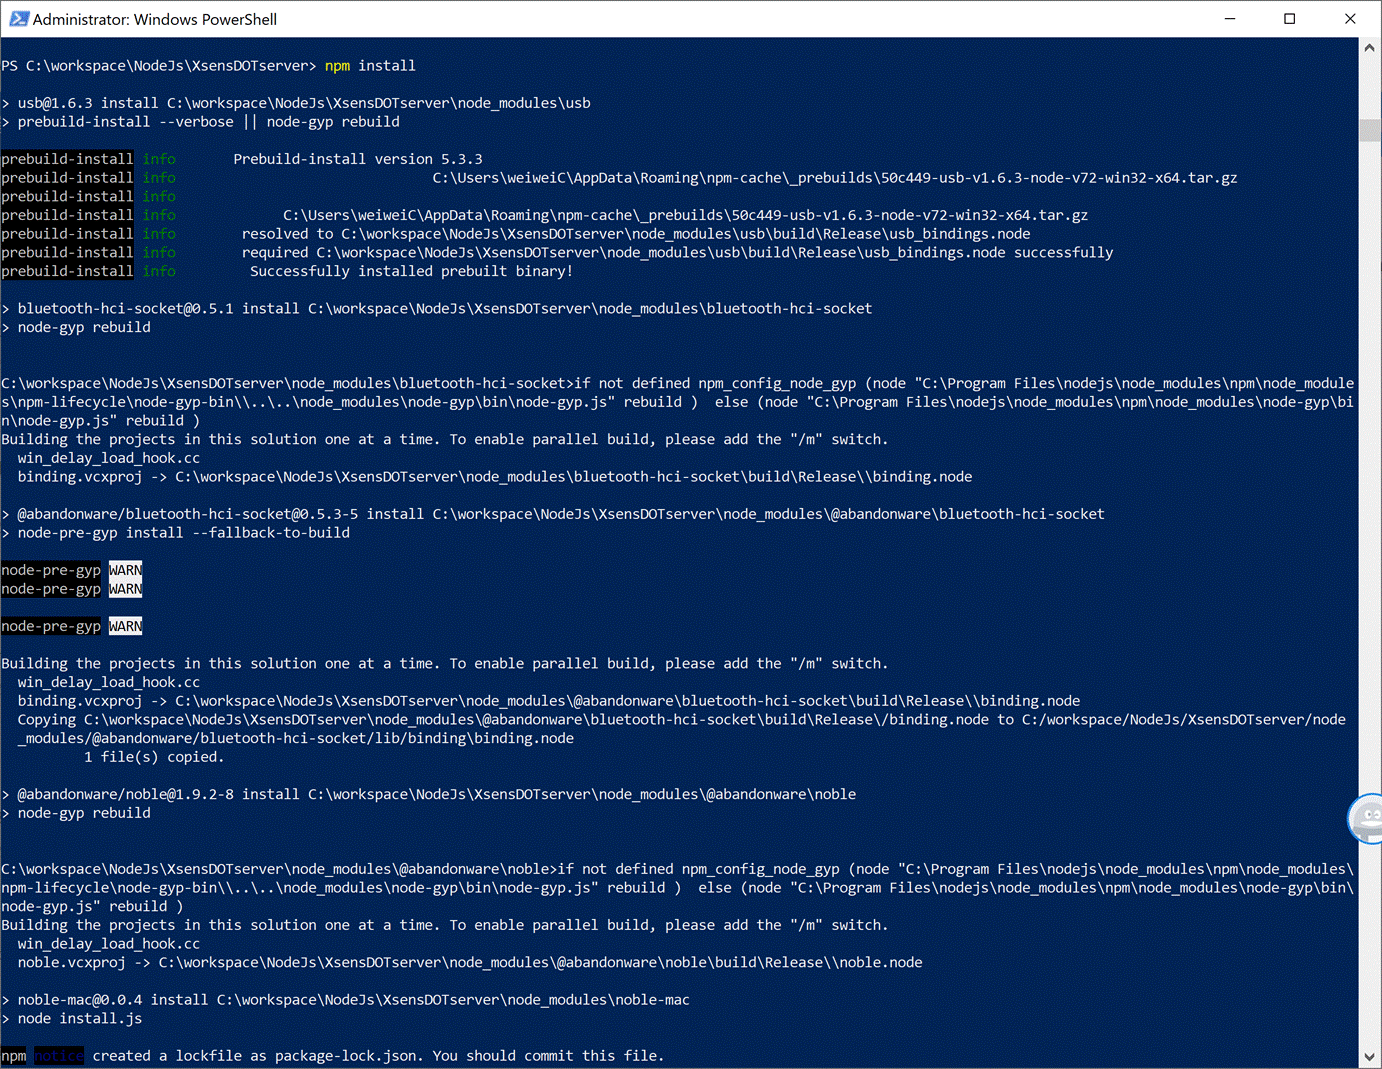 Administrator: Windows PowerShell
PS C:\workspace\NodeJs\XsensDOTserver> npm install
> usb@1.6.3 install C:\workspace\NodeJs\XsensDOTserver\node_modules\usb
> prebuild-install --verbose || node-gyp rebuild
prebuild-install info Prebuild-install version 5.3.3
prebuild-install info C:\Users\weiweiC\AppData\Roaming\npm-cache\_prebuilds\50c449-usb-v1.6.3-node-v72-win32-x64.tar.gz
prebuild-install info
prebuild-install info C:\Users\weiweiC\AppData\Roaming\npm-cache\_prebuilds\50c449-usb-v1.6.3-node-v72-win32-x64.tar.gz
prebuild-install info resolved to C:\workspace\NodeJs\XsensDOTserver\node_modules\usb\build\Release\usb_bindings.node
prebuild-install info required C:\workspace\NodeJs\XsensDOTserver\node_modules\usb\build\Release\usb_bindings.node successfully
prebuild-install info Successfully installed prebuilt binary!
> bluetooth-hci-socket@0.5.1 install C:\workspace\NodeJs\XsensDOTserver\node_modules\bluetooth-hci-socket
> node-gyp rebuild
C:\workspace\NodeJs\XsensDOTserver\node_modules\bluetooth-hci-socket>if not defined npm_config_node_gyp (node "C:\Program Files\nodejs\node_modules\npm\node_module
s\npm-lifecycle\node-gyp-bin\\..\..\node_modules\node-gyp\bin\node-gyp.js" rebuild )  else (node "C:\Program Files\nodejs\node_modules\npm\node_modules\node-gyp\bi
n\node-gyp.js" rebuild )
Building the projects in this solution one at a time. To enable parallel build, please add the "/m" switch.
win_delay_load_hook.cc
binding.vcxproj -> C:\workspace\NodeJs\XsensDOTserver\node_modules\bluetooth-hci-socket\build\Release\\binding.node
> @abandonware/bluetooth-hci-socket@0.5.3-5 install C:\workspace\NodeJs\XsensDOTserver\node_modules\@abandonware\bluetooth-hci-socket
> node-pre-gyp install --fallback-to-build
node-pre-gyp WARN
node-pre-gyp WARN
node-pre-gyp WARN
Building the projects in this solution one at a time. To enable parallel build, please add the "/m" switch.
win_delay_load_hook.cc
binding.vcxproj -> C:\workspace\NodeJs\XsensDOTserver\node_modules\@abandonware\bluetooth-hci-socket\build\Release\\binding.node
Copying C:\workspace\NodeJs\XsensDOTserver\node_modules\@abandonware\bluetooth-hci-socket\build\Release\/binding.node to C:/workspace/NodeJs/XsensDOTserver/node
_modules/@abandonware/bluetooth-hci-socket/lib/binding\binding.node
1 file(s) copied.
> @abandonware/noble@1.9.2-8 install C:\workspace\NodeJs\XsensDOTserver\node_modules\@abandonware\noble
> node-gyp rebuild
C:\workspace\NodeJs\XsensDOTserver\node_modules\@abandonware\noble>if not defined npm_config_node_gyp (node "C:\Program Files\nodejs\node_modules\npm\node_modules\
npm-lifecycle\node-gyp-bin\\..\..\node_modules\node-gyp\bin\node-gyp.js" rebuild )  else (node "C:\Program Files\nodejs\node_modules\npm\node_modules\node-gyp\bin\
node-gyp.js" rebuild )
Building the projects in this solution one at a time. To enable parallel build, please add the "/m" switch.
win_delay_load_hook.cc
noble.vcxproj -> C:\workspace\NodeJs\XsensDOTserver\node_modules\@abandonware\noble\build\Release\\noble.node
> noble-mac@0.0.4 install C:\workspace\NodeJs\XsensDOTserver\node_modules\noble-mac
> node install.js
npm notice created a lockfile as package-lock.json. You should commit this file.